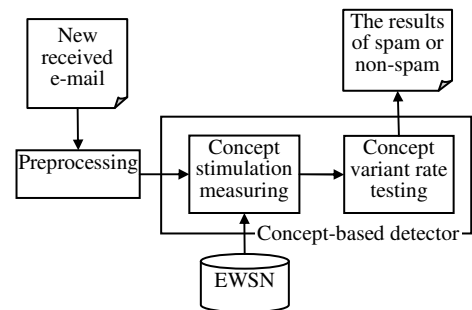 New
received
e-mail
The results
of spam or
non-spam
Preprocessing
Concept
stimulation
measuring
Concept
variant rate
testing
Concept-based detector
EWSN